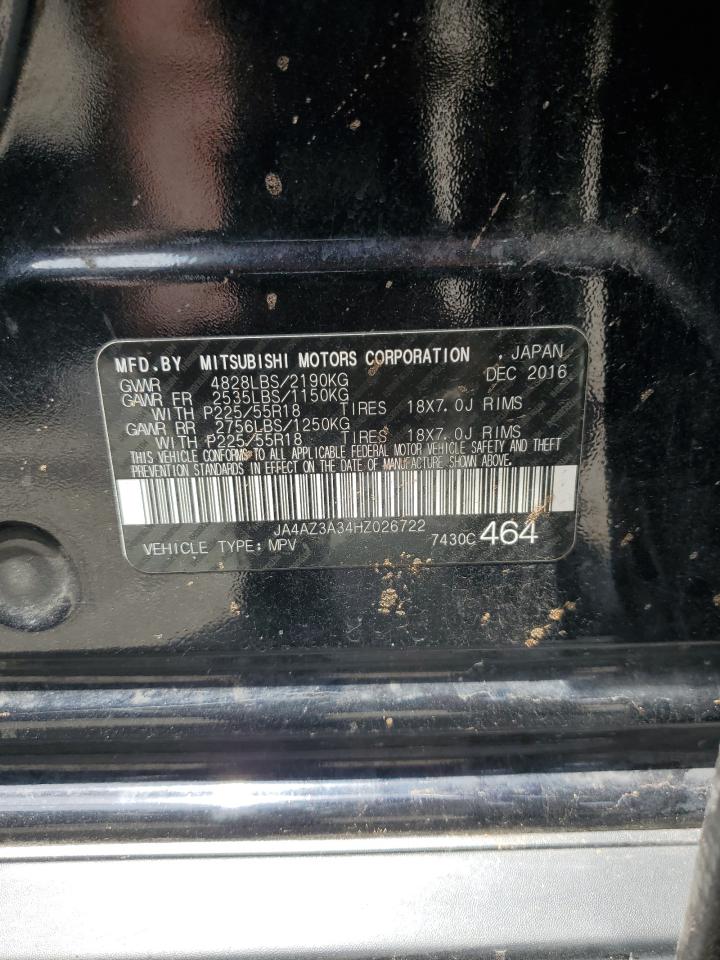 MFD.BY MITSUBISHI MOTORS CORPORATION , JAPAN
GWWR 4828LBS/2190KG DEC 2016
GAWR FR 2535LBS/1150KG
WITH P225/55R18 TIRES 18X7.0J RIMS
GAWR RR 2756LBS/1250KG
WITH P225/55R18 TIRES 18X7.0J RIMS
THIS VEHICLE CONFORMS TO ALL APPLICABLE FEDERAL MOTOR VEHICLE SAFETY AND THEFT
PREVENTION STANDARDS IN EFFECT ON THE DATE OF MANUFACTURE SHOWN ABOVE.
JA4AZ3A34HZ026722
VEHICLE TYPE: MPV 7430C 464